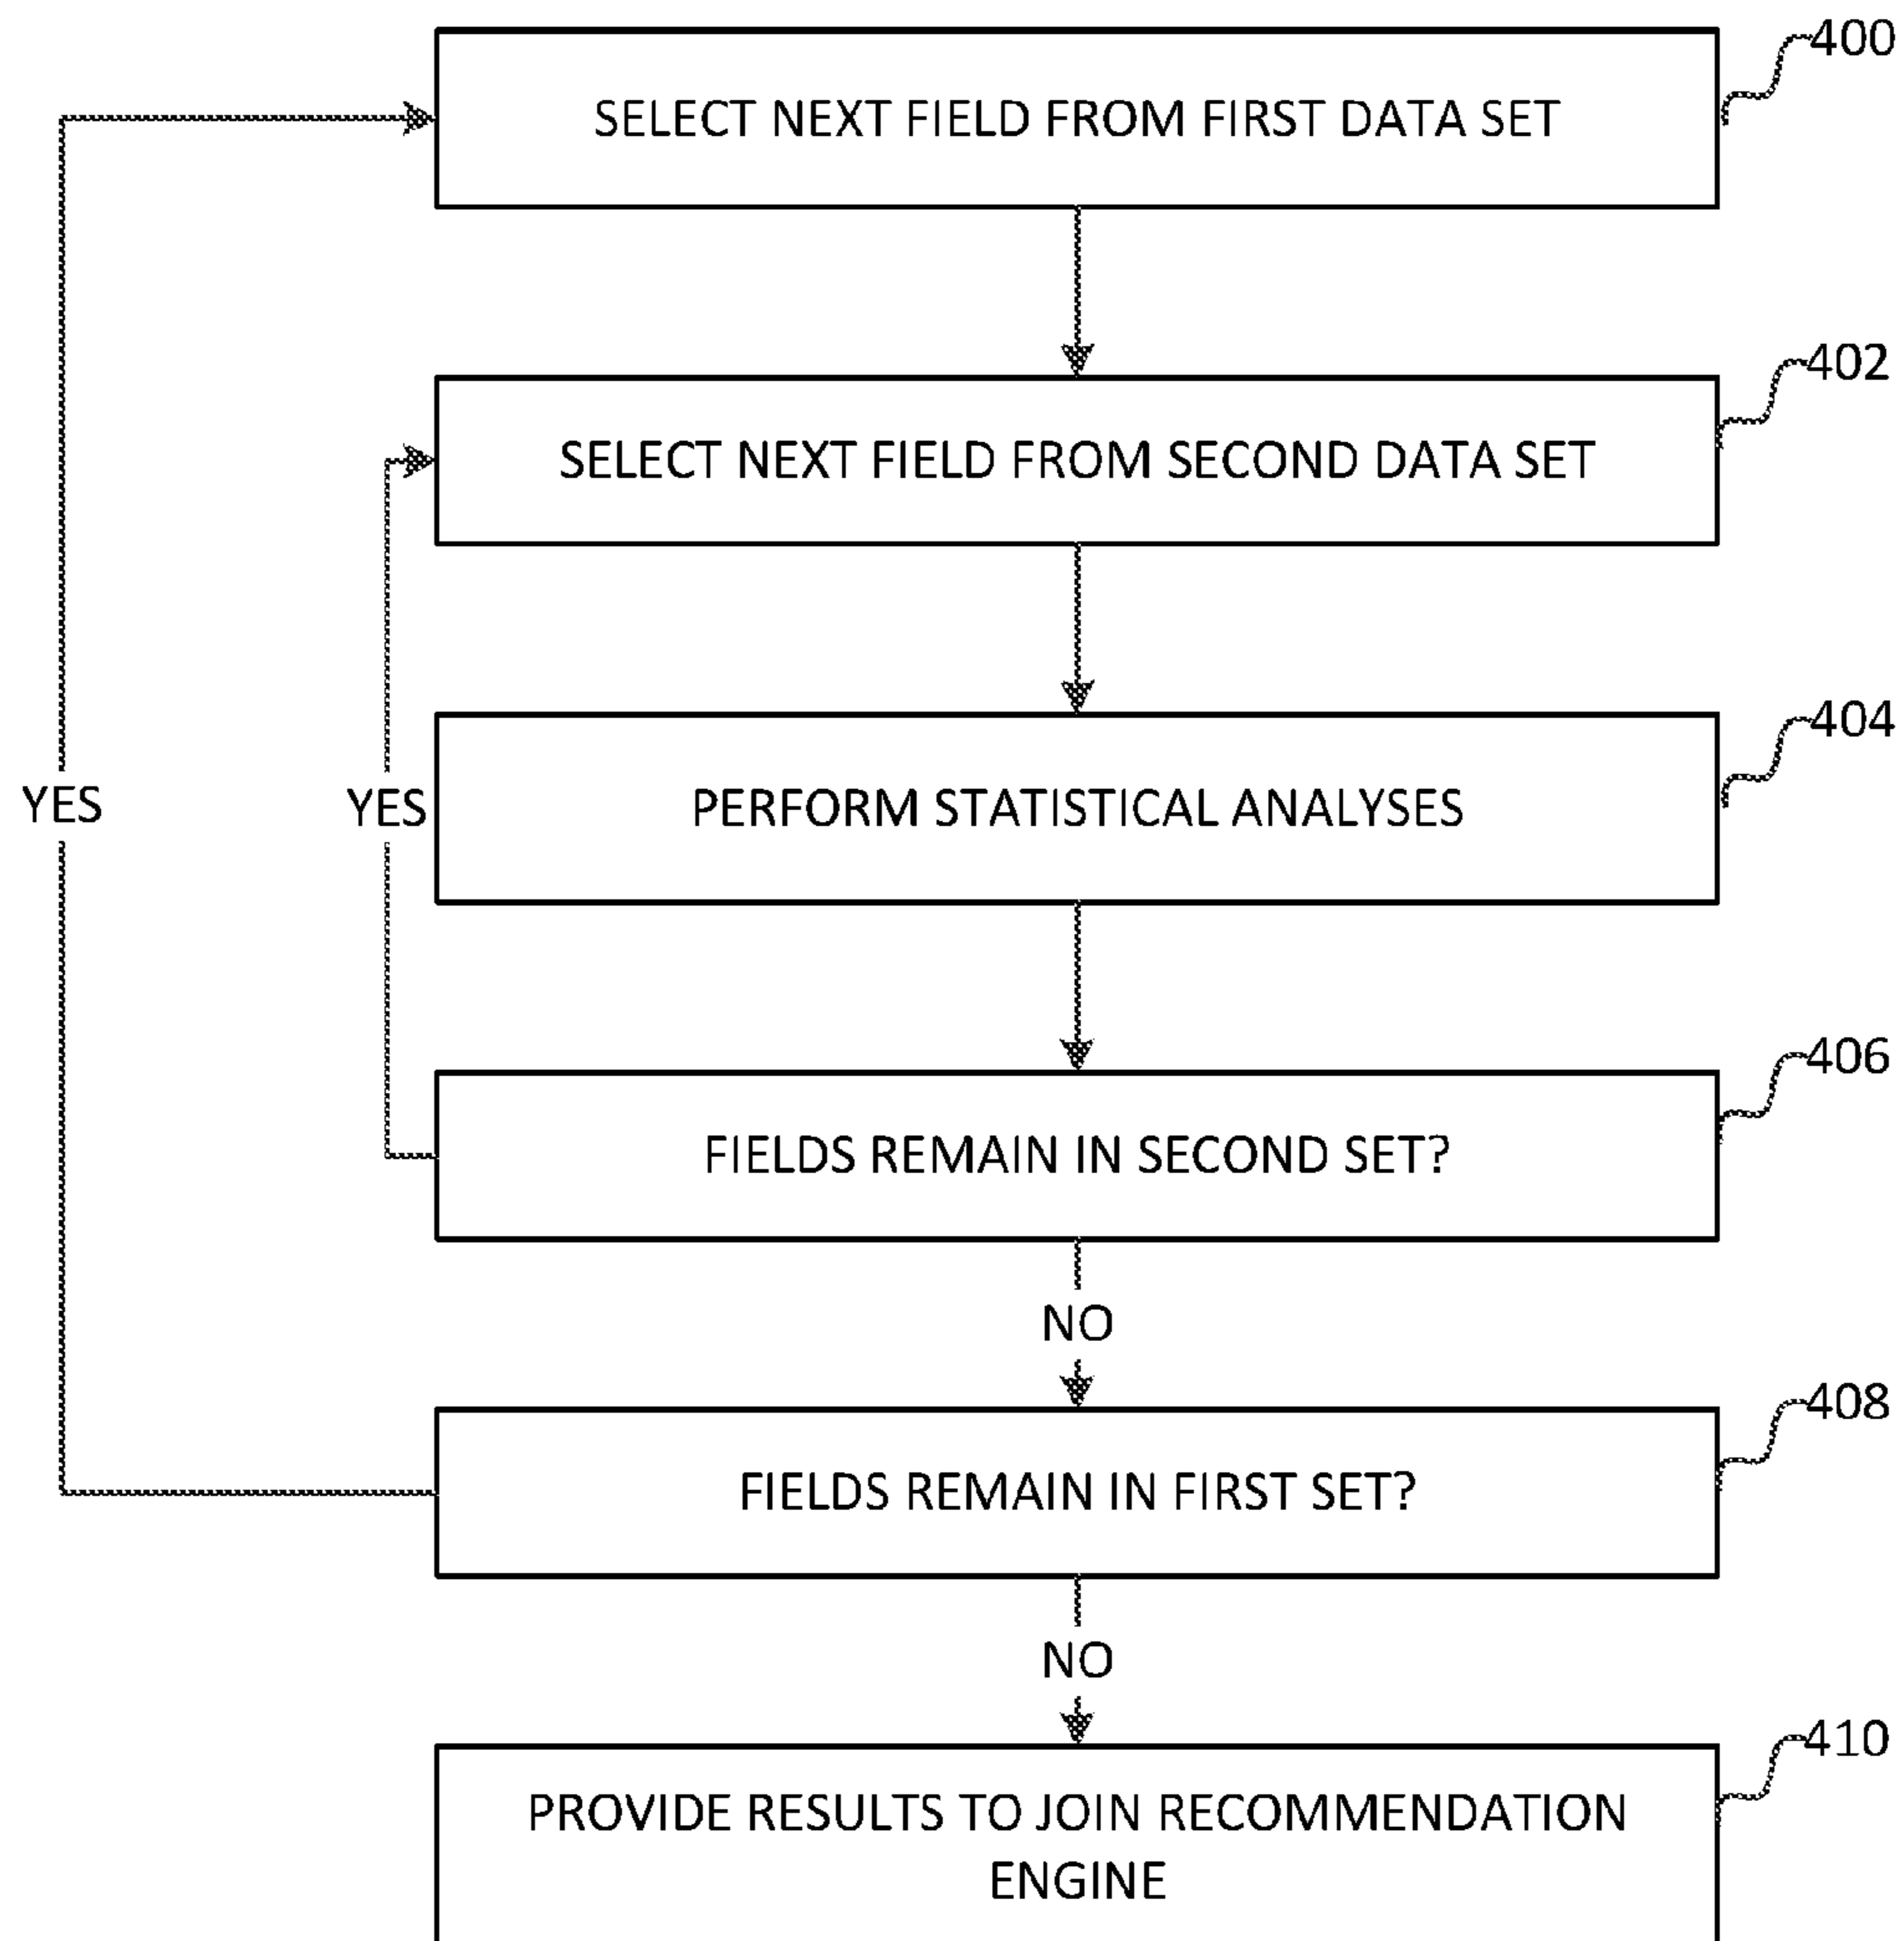 400
SELECT NEXT FIELD FROM FIRST DATA SET
402
SELECT NEXT FIELD FROM SECOND DATA SET
404
YES
YES
PERFORM STATISTICAL ANALYSES
406
FIELDS REMAIN IN SECOND SET?
NO
408
FIELDS REMAIN IN FIRST SET?
NO
410
PROVIDE RESULTS TO JOIN RECOMMENDATION
ENGINE